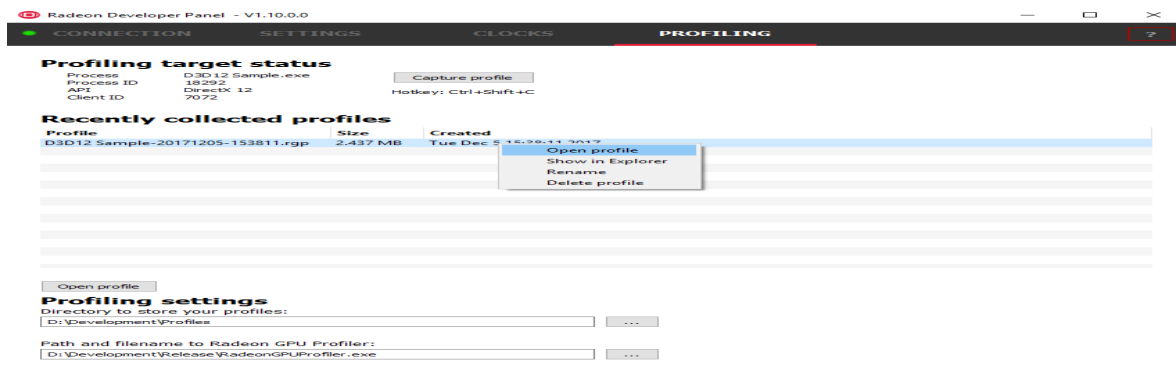 Radeon Developer Panel - V1.10.0.0
CONNECTION SETTINGS CLOCKS PROFILING ?
Profiling target status
Process D3D12 Sample.exe
Process ID 18292
API DirectX 12
Client ID 7072
Capture profile
Hotkey: Ctrl+Shift+C
Recently collected profiles
Profile Size Created
D3D12 Sample-20171205-153811.rgp 2.437 MB Tue Dec 5 15:38:11 2017
Open profile
Show in Explorer
Rename
Delete profile
Open profile
Profiling settings
Directory to store your profiles:
D:\Development\Profiles ...
Path and filename to Radeon GPU Profiler:
D:\Development\Release\RadeonGPUProfiler.exe ...